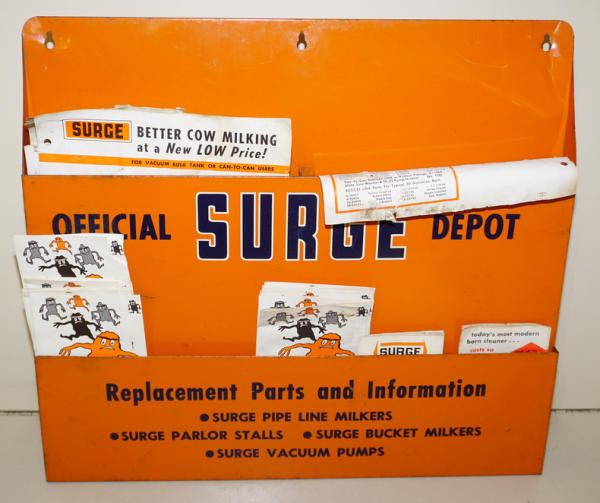 SURGE BETTER COW MILKING
at a New LOW Price!
FOR VACUUM BULK TANK OR CAN-TO-CAN USERS
OFFICIAL SURGE DEPOT
SURGE
today's most modern
barn cleaner...
costs no
Replacement Parts and Information
●SURGE PIPE LINE MILKERS
●SURGE PARLOR STALLS ●SURGE BUCKET MILKERS
●SURGE VACUUM PUMPS